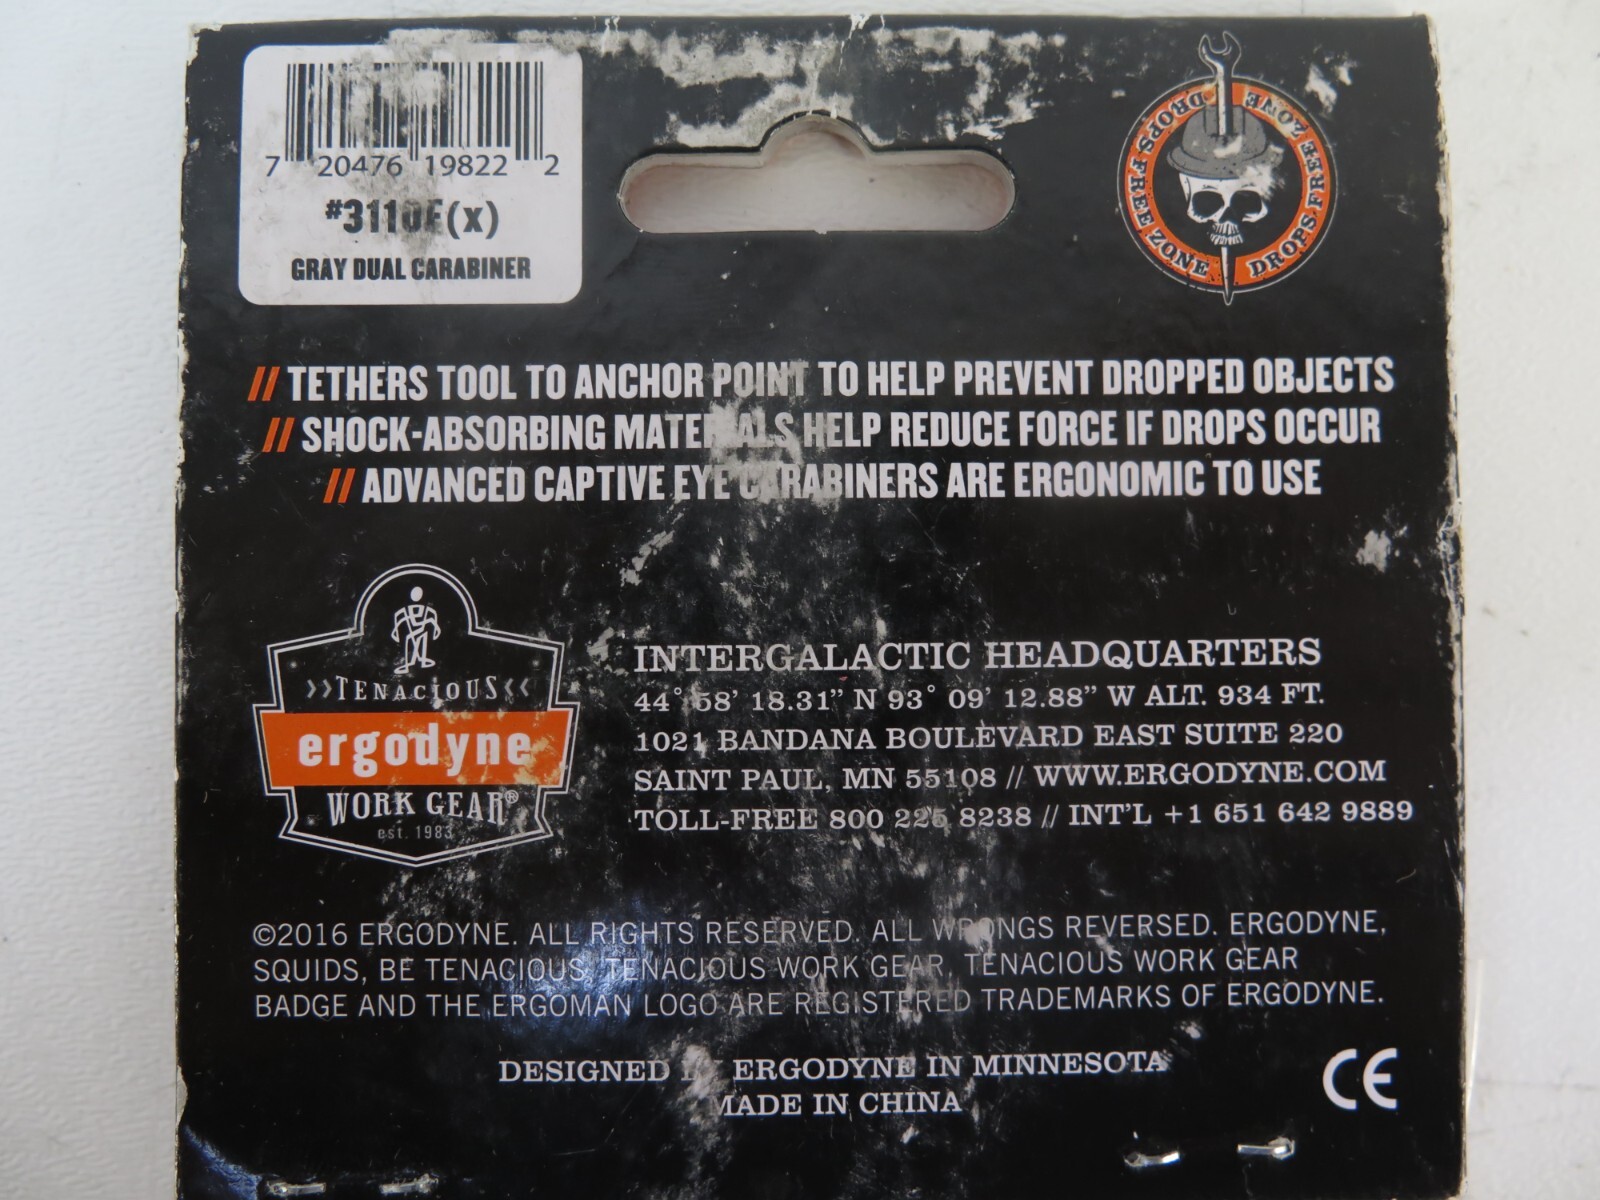 7 20476 19822 2
#3110F(x)
GRAY DUAL CARABINER
DROPS FREE ZONE DROPS FREE ZONE
// TETHERS TOOL TO ANCHOR POINT TO HELP PREVENT DROPPED OBJECTS
// SHOCK-ABSORBING MATERIALS HELP REDUCE FORCE IF DROPS OCCUR
// ADVANCED CAPTIVE EYE CARABINERS ARE ERGONOMIC TO USE
>>TENACIOUS<<
ergodyne
WORK GEAR®
est. 1983
INTERGALACTIC HEADQUARTERS
44° 58' 18.31" N 93° 09' 12.88" W ALT. 934 FT.
1021 BANDANA BOULEVARD EAST SUITE 220
SAINT PAUL, MN 55108 // WWW.ERGODYNE.COM
TOLL-FREE 800 225 8238 // INT'L +1 651 642 9889
©2016 ERGODYNE. ALL RIGHTS RESERVED. ALL WRONGS REVERSED. ERGODYNE,
SQUIDS, BE TENACIOUS, TENACIOUS WORK GEAR, TENACIOUS WORK GEAR
BADGE AND THE ERGOMAN LOGO ARE REGISTERED TRADEMARKS OF ERGODYNE.
DESIGNED BY ERGODYNE IN MINNESOTA
MADE IN CHINA
CE